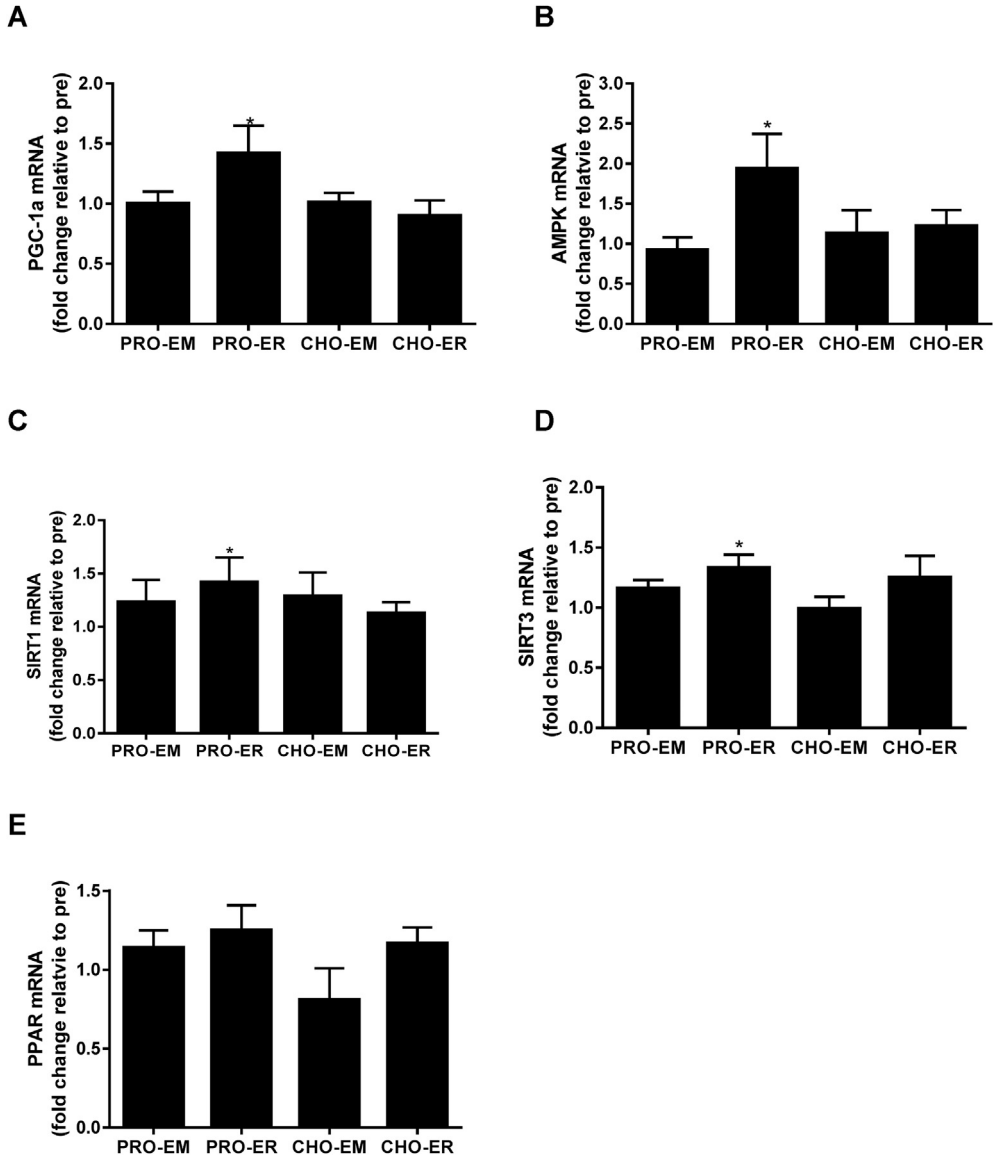 A
PGC-1a mRNA
(fold change relative to pre)
2.0
1.5
1.0
0.5
0.0
*
PRO-EM PRO-ER CHO-EM CHO-ER
B
AMPK mRNA
(fold change relatvie to pre)
3.0
2.5
2.0
1.5
1.0
0.5
0.0
*
PRO-EM PRO-ER CHO-EM CHO-ER
C
SIRT1 mRNA
(fold change relative to pre)
2.0
1.5
1.0
0.5
0.0
*
PRO-EM PRO-ER CHO-EM CHO-ER
D
SIRT3 mRNA
(fold change relative to pre)
2.0
1.5
1.0
0.5
0.0
*
PRO-EM PRO-ER CHO-EM CHO-ER
E
PPAR mRNA
(fold change relatvie to pre)
1.5
1.0
0.5
0.0
PRO-EM PRO-ER CHO-EM CHO-ER